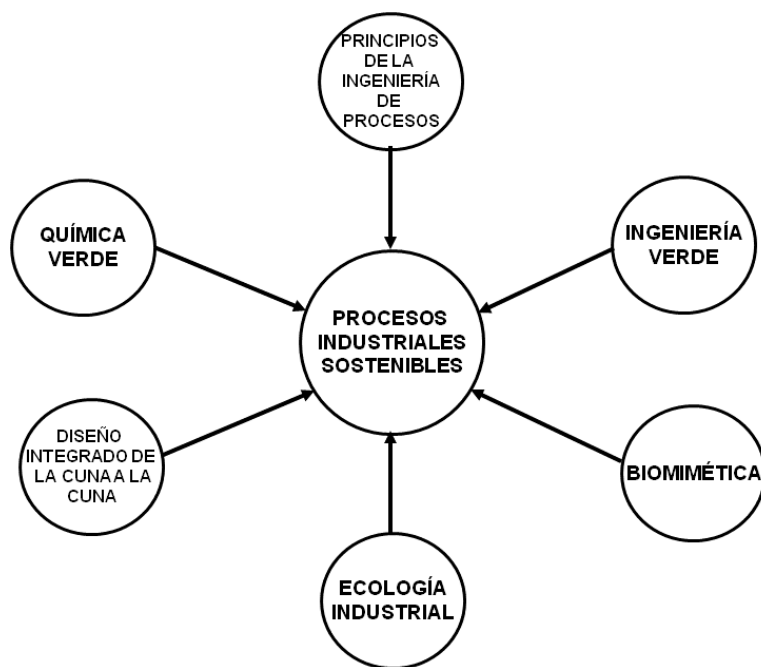 PRINCIPIOS
DE LA
INGENIERÍA
DE
PROCESOS
QUÍMICA
VERDE
INGENIERÍA
VERDE
PROCESOS
INDUSTRIALES
SOSTENIBLES
DISEÑO
INTEGRADO DE
LA CUNA A LA
CUNA
BIOMIMÉTICA
ECOLOGÍA
INDUSTRIAL